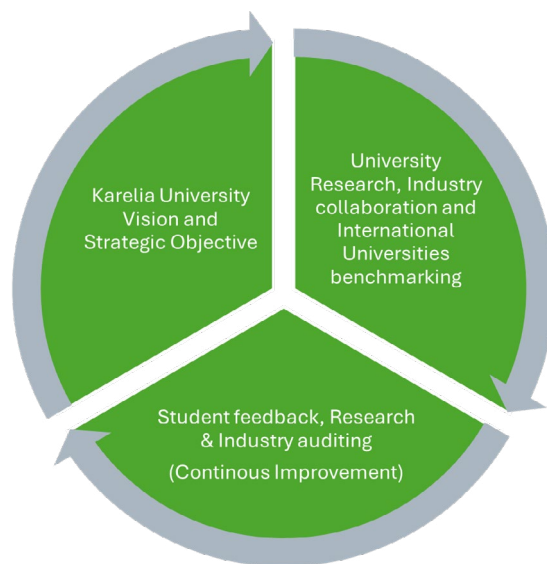 Karelia University
Vision and
Strategic Objective
University
Research, Industry
collaboration and
International
Universities
benchmarking
Student feedback, Research
& Industry auditing
(Continous Improvement)